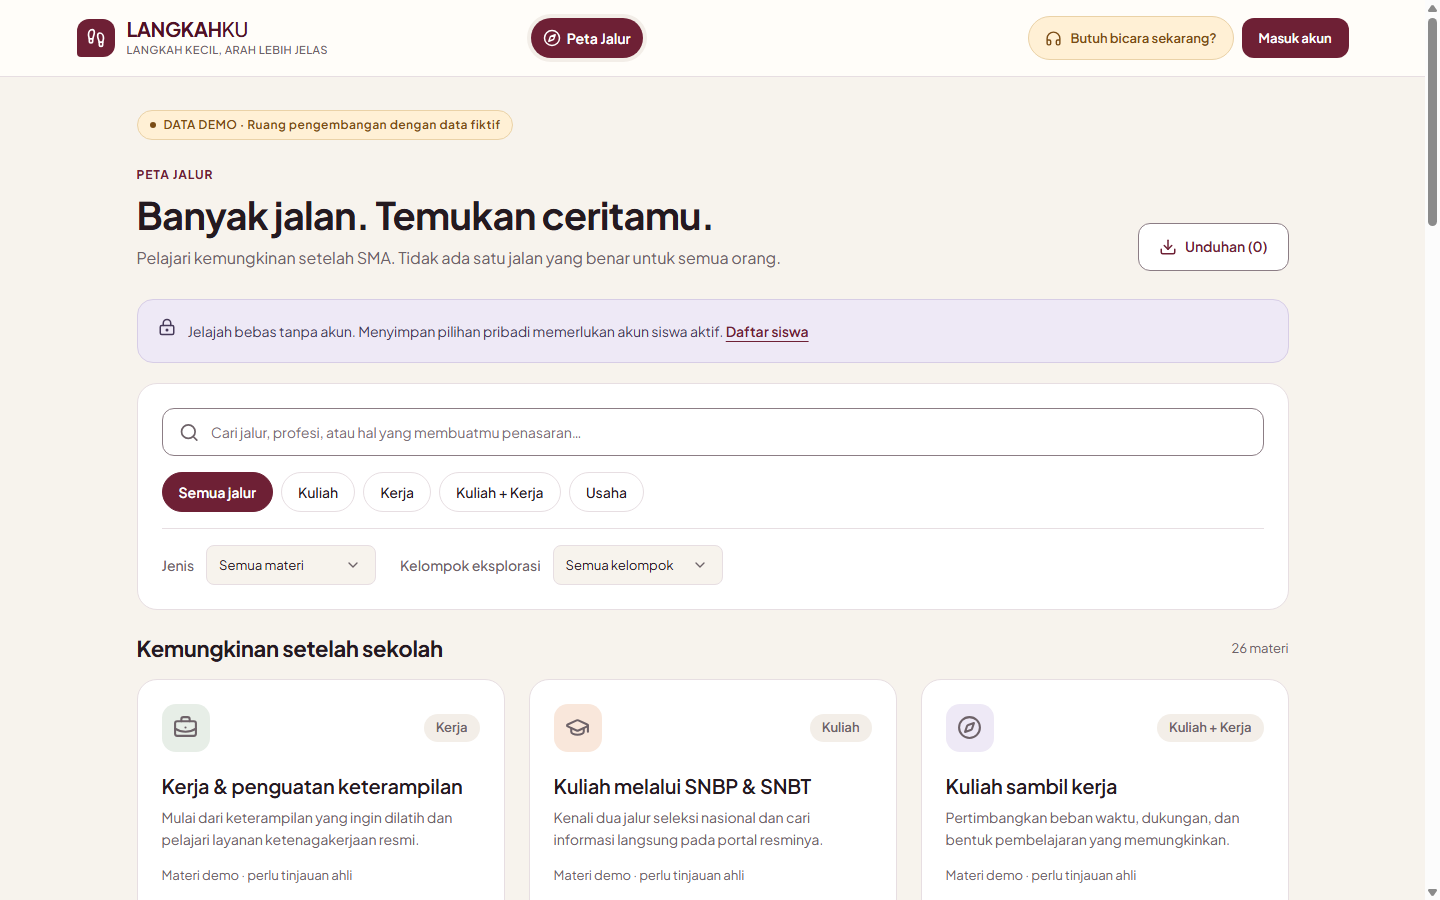 LANGKAHKU
LANGKAH KECIL, ARAH LEBIH JELAS
Peta Jalur
Butuh bicara sekarang?
Masuk akun
DATA DEMO · Ruang pengembangan dengan data fiktif
PETA JALUR
Banyak jalan. Temukan ceritamu.
Pelajari kemungkinan setelah SMA. Tidak ada satu jalan yang benar untuk semua orang.
Unduhan (0)
Jelajah bebas tanpa akun. Menyimpan pilihan pribadi memerlukan akun siswa aktif. Daftar siswa
Cari jalur, profesi, atau hal yang membuatmu penasaran...
Semua jalur
Kuliah
Kerja
Kuliah + Kerja
Usaha
Jenis
Semua materi
Kelompok eksplorasi
Semua kelompok
Kemungkinan setelah sekolah
26 materi
Kerja
Kerja & penguatan keterampilan
Mulai dari keterampilan yang ingin dilatih dan
pelajari layanan ketenagakerjaan resmi.
Materi demo · perlu tinjauan ahli
Kuliah
Kuliah melalui SNBP & SNBT
Kenali dua jalur seleksi nasional dan cari
informasi langsung pada portal resminya.
Materi demo · perlu tinjauan ahli
Kuliah + Kerja
Kuliah sambil kerja
Pertimbangkan beban waktu, dukungan, dan
bentuk pembelajaran yang memungkinkan.
Materi demo · perlu tinjauan ahli